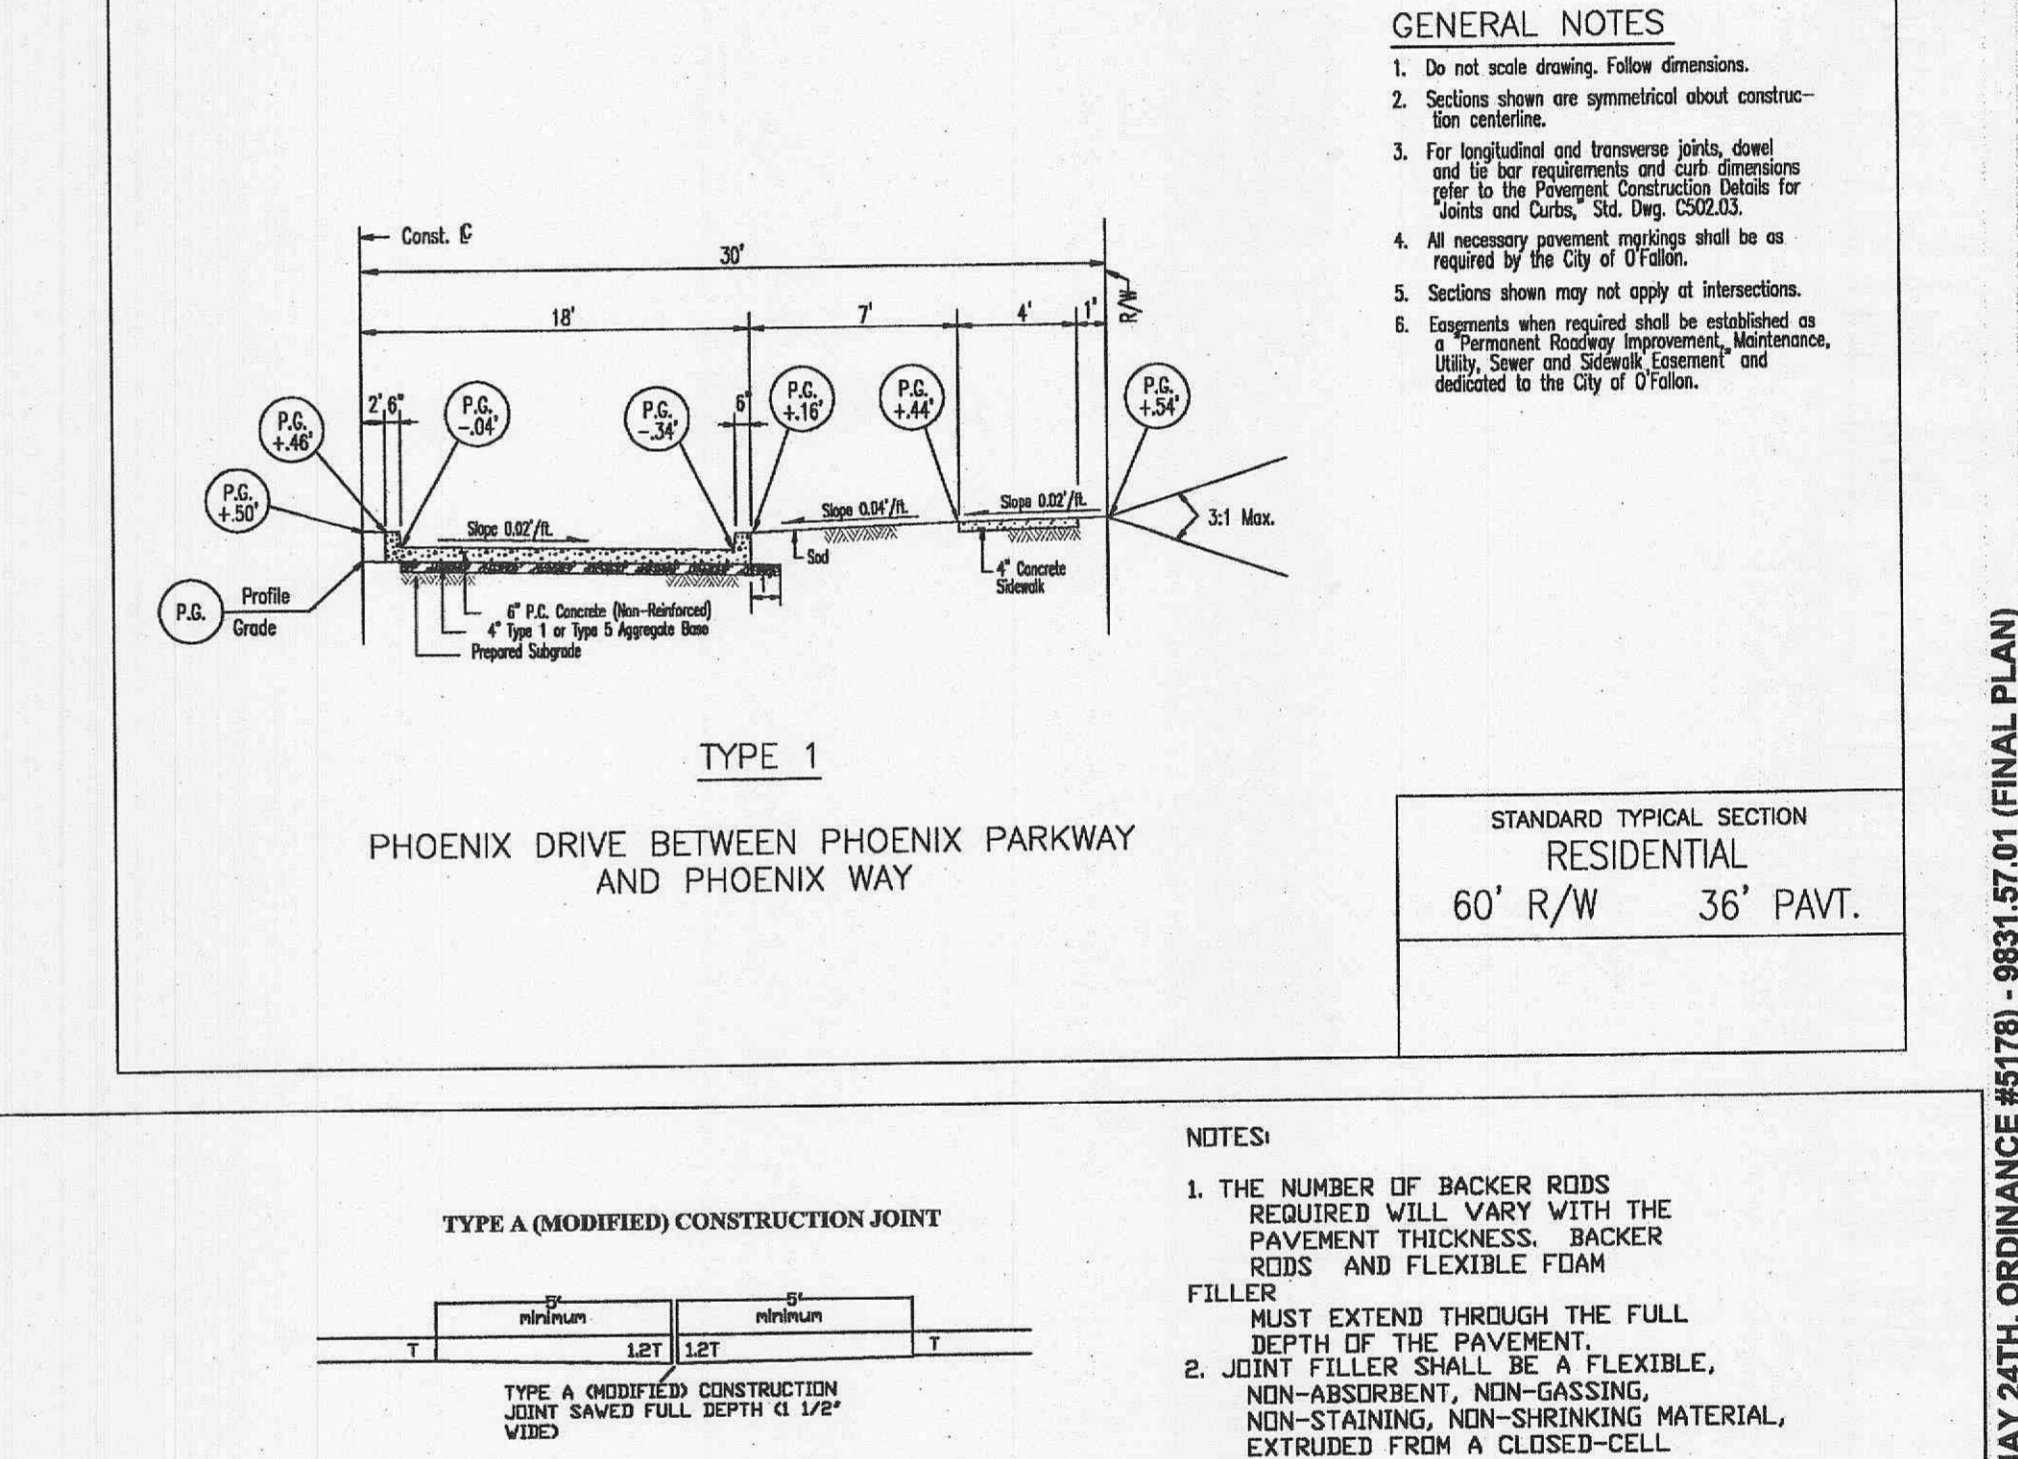 GENERAL NOTES
1. Do not scale drawing. Follow dimensions.
2. Sections shown are symmetrical about construc–
tion centerline.
3. For longitudinal and transverse joints, dowel
and tie bar requirements and curb dimensions
refer to the Pavement Construction Details for
"Joints and Curbs," Std. Dwg. C502.03.
4. All necessary pavement markings shall be as
required by the City of O'Fallon.
5. Sections shown may not apply at intersections.
6. Easements when required shall be established as
a "Permanent Roadway Improvement, Maintenance,
Utility, Sewer and Sidewalk Easement" and
dedicated to the City of O'Fallon.
Const. ℄
30'
R/W
18'
7'
4'
1'
2'
6"
6"
P.G.
+.46'
P.G.
-.04'
P.G.
-.34'
P.G.
+.16'
P.G.
+.44'
P.G.
+.54'
P.G.
+.50'
Slope 0.02'/ft.
Slope 0.04'/ft.
Slope 0.02'/ft.
3:1 Max.
Sod
4" Concrete
Sidewalk
1'
P.G.
Profile
Grade
6" P.C. Concrete (Non-Reinforced)
4" Type 1 or Type 5 Aggregate Base
Prepared Subgrade
TYPE 1
PHOENIX DRIVE BETWEEN PHOENIX PARKWAY
AND PHOENIX WAY
STANDARD TYPICAL SECTION
RESIDENTIAL
60' R/W 36' PAVT.
TYPE A (MODIFIED) CONSTRUCTION JOINT
5'
minimum
5'
minimum
T
1.2T
1.2T
T
TYPE A (MODIFIED) CONSTRUCTION
JOINT SAWED FULL DEPTH (1 1/2"
WIDE)
NOTES:
1. THE NUMBER OF BACKER RODS
REQUIRED WILL VARY WITH THE
PAVEMENT THICKNESS. BACKER
RODS AND FLEXIBLE FOAM
FILLER
MUST EXTEND THROUGH THE FULL
DEPTH OF THE PAVEMENT.
2. JOINT FILLER SHALL BE A FLEXIBLE,
NON-ABSORBENT, NON-GASSING,
NON-STAINING, NON-SHRINKING MATERIAL,
EXTRUDED FROM A CLOSED-CELL
24TH, ORDINANCE #5178) - 9831.57.01 (FINAL PLAN)